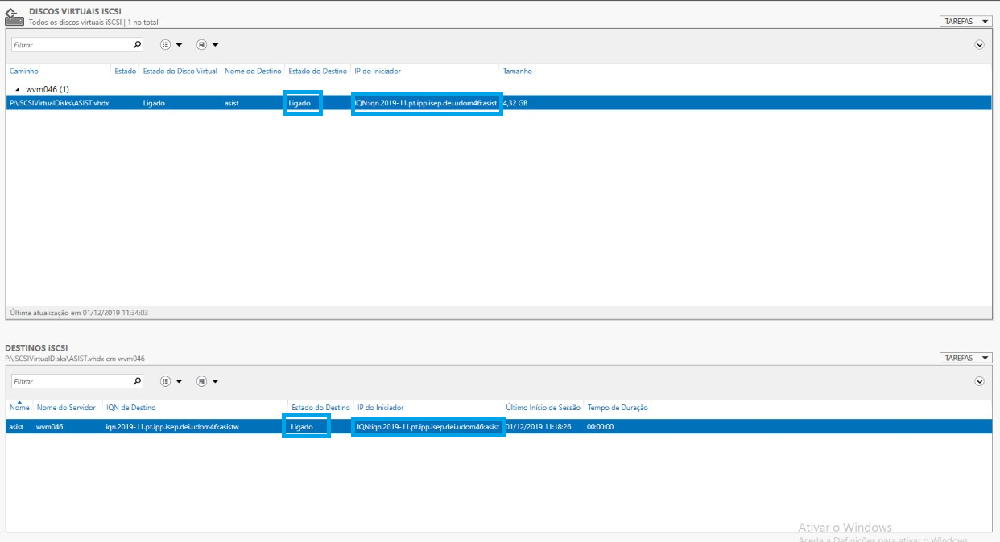 DISCOS VIRTUAIS iSCSI
Todos os discos virtuais iSCSI | 1 no total
TAREFAS
Filtrar
Caminho Estado Estado do Disco Virtual Nome do Destino Estado do Destino IP do Iniciador Tamanho
wvm046 (1)
P:\iSCSIVirtualDisks\ASIST.vhdx Ligado asist Ligado IQN:iqn.2019-11.pt.ipp.isep.dei.udom46:asist 4,32 GB
Última atualização em 01/12/2019 11:34:03
DESTINOS iSCSI
P:\iSCSIVirtualDisks\ASIST.vhdx em wvm046
TAREFAS
Filtrar
Nome Nome do Servidor IQN de Destino Estado do Destino IP do Iniciador Último Início de Sessão Tempo de Duração
asist wvm046 iqn.2019-11.pt.ipp.isep.dei.udom46:asistw Ligado IQN:iqn.2019-11.pt.ipp.isep.dei.udom46:asist 01/12/2019 11:18:26 00:00:00
Ativar o Windows
Aceda a Definições para ativar o Windows